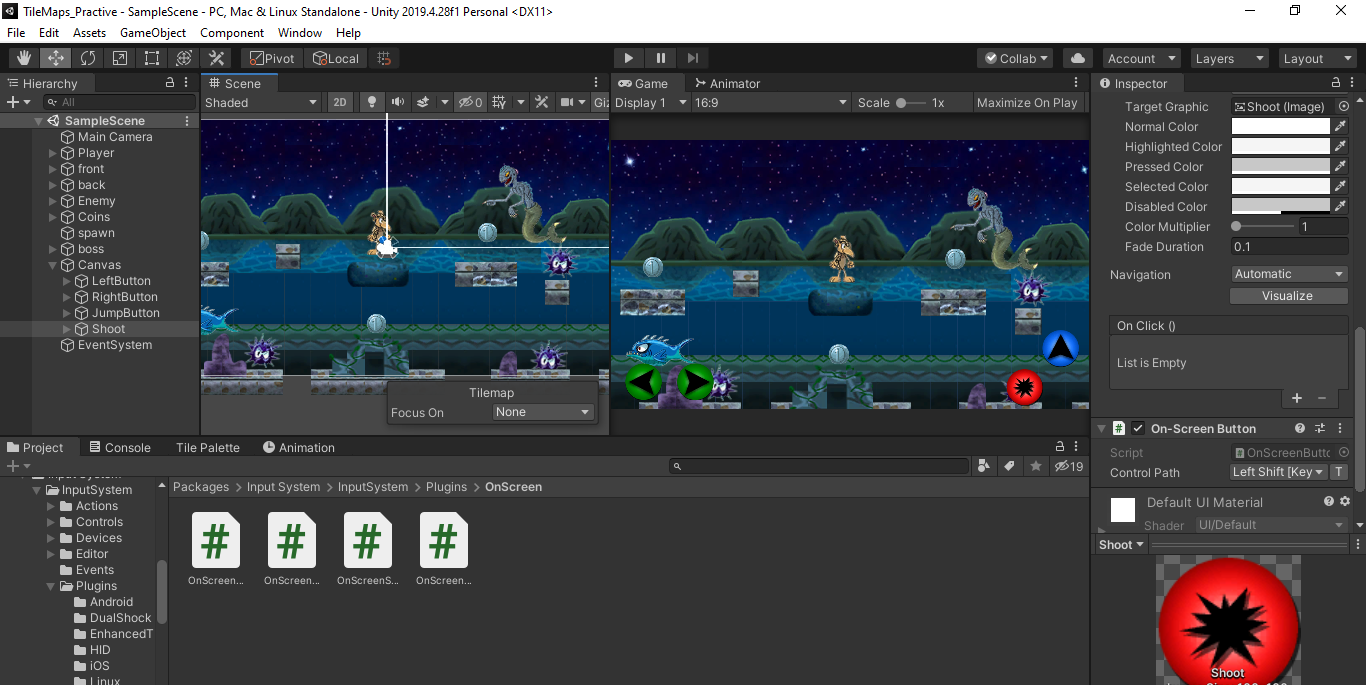 TileMaps_Practive - SampleScene - PC, Mac & Linux Standalone - Unity 2019.4.28f1 Personal <DX11>
File Edit Assets GameObject Component Window Help
Pivot Local Collab Account Layers Layout
Hierarchy
All
SampleScene
Main Camera
Player
front
back
Enemy
Coins
spawn
boss
Canvas
LeftButton
RightButton
JumpButton
Shoot
EventSystem
Scene
Shaded 2D 0 Giz
Tilemap
Focus On None
Game Animator
Display 1 16:9 Scale 1x Maximize On Play
Inspector
Target Graphic Shoot (Image)
Normal Color
Highlighted Color
Pressed Color
Selected Color
Disabled Color
Color Multiplier 1
Fade Duration 0.1
Navigation Automatic
Visualize
On Click ()
List is Empty
+ −
On-Screen Button
Script OnScreenButto
Control Path Left Shift [Key T
Default UI Material
Shader UI/Default
Shoot
Shoot
Project Console Tile Palette Animation
19
InputSystem
Actions
Controls
Devices
Editor
Events
Plugins
Android
DualShock
EnhancedT
HID
iOS
Linux
Packages > Input System > InputSystem > Plugins > OnScreen
OnScreen... OnScreen... OnScreenS... OnScreen...